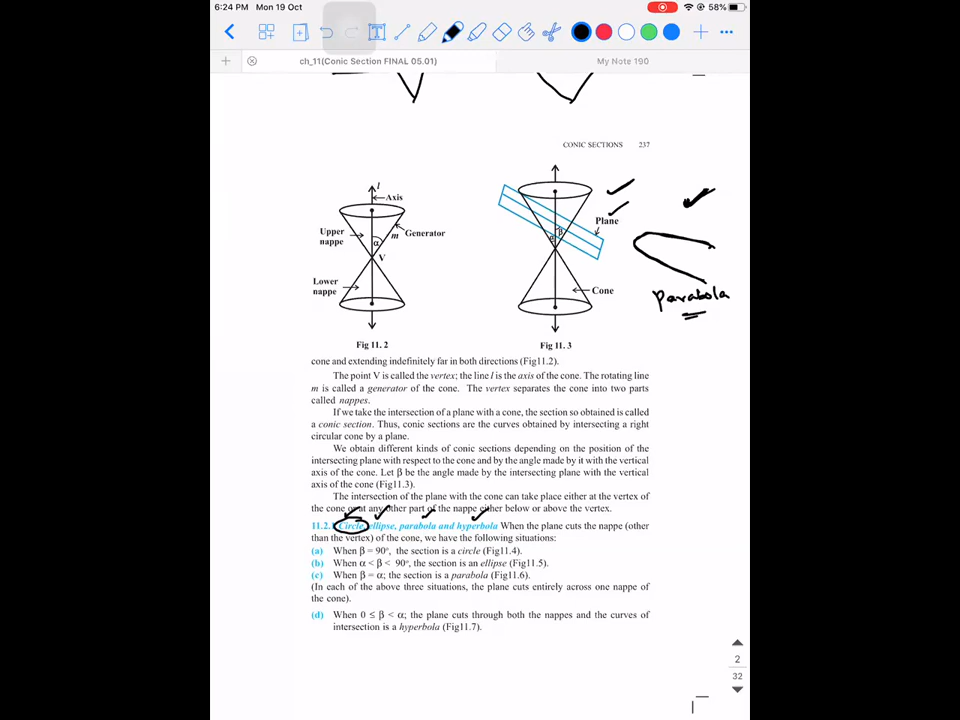 6:24 PM Mon 19 Oct
58%
T
ch_11(Conic Section FINAL 05.01)
My Note 190
CONIC SECTIONS 237
l
Axis
Upper nappe
α
m
Generator
V
Lower nappe
Fig 11. 2
Plane
α
β
Cone
Fig 11. 3
parabola
cone and extending indefinitely far in both directions (Fig11.2).
The point V is called the vertex; the line l is the axis of the cone. The rotating line
m is called a generator of the cone. The vertex separates the cone into two parts
called nappes.
If we take the intersection of a plane with a cone, the section so obtained is called
a conic section. Thus, conic sections are the curves obtained by intersecting a right
circular cone by a plane.
We obtain different kinds of conic sections depending on the position of the
intersecting plane with respect to the cone and by the angle made by it with the vertical
axis of the cone. Let β be the angle made by the intersecting plane with the vertical
axis of the cone (Fig11.3).
The intersection of the plane with the cone can take place either at the vertex of
the cone or at any other part of the nappe either below or above the vertex.
11.2.1 Circle, ellipse, parabola and hyperbola When the plane cuts the nappe (other
than the vertex) of the cone, we have the following situations:
(a) When β = 90°, the section is a circle (Fig11.4).
(b) When α < β < 90°, the section is an ellipse (Fig11.5).
(c) When β = α; the section is a parabola (Fig11.6).
(In each of the above three situations, the plane cuts entirely across one nappe of
the cone).
(d) When 0 ≤ β < α; the plane cuts through both the nappes and the curves of
intersection is a hyperbola (Fig11.7).
2
32